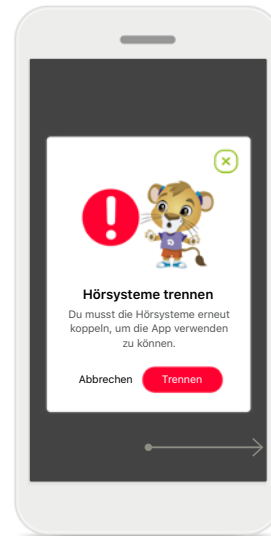 Hörsysteme trennen
Du musst die Hörsysteme erneut
koppeln, um die App verwenden
zu können.
Abbrechen Trennen